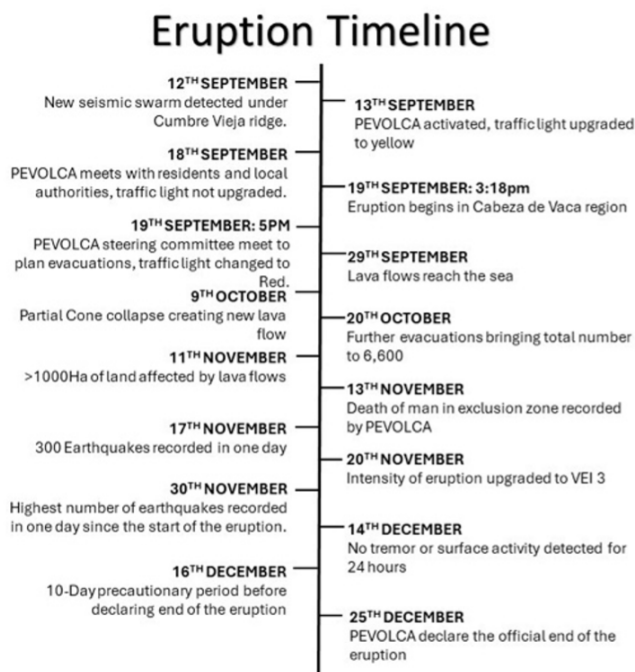 Eruption Timeline
12TH SEPTEMBER
New seismic swarm detected under
Cumbre Vieja ridge.
13TH SEPTEMBER
PEVOLCA activated, traffic light upgraded
to yellow
18TH SEPTEMBER
PEVOLCA meets with residents and local
authorities, traffic light not upgraded.
19TH SEPTEMBER: 3:18pm
Eruption begins in Cabeza de Vaca region
19TH SEPTEMBER: 5PM
PEVOLCA steering committee meet to
plan evacuations, traffic light changed to
Red.
29TH SEPTEMBER
Lava flows reach the sea
9TH OCTOBER
Partial Cone collapse creating new lava
flow
20TH OCTOBER
Further evacuations bringing total number
to 6,600
11TH NOVEMBER
>1000Ha of land affected by lava flows
13TH NOVEMBER
Death of man in exclusion zone recorded
by PEVOLCA
17TH NOVEMBER
300 Earthquakes recorded in one day
20TH NOVEMBER
Intensity of eruption upgraded to VEI 3
30TH NOVEMBER
Highest number of earthquakes recorded
in one day since the start of the eruption.
14TH DECEMBER
No tremor or surface activity detected for
24 hours
16TH DECEMBER
10-Day precautionary period before
declaring end of the eruption
25TH DECEMBER
PEVOLCA declare the official end of the
eruption